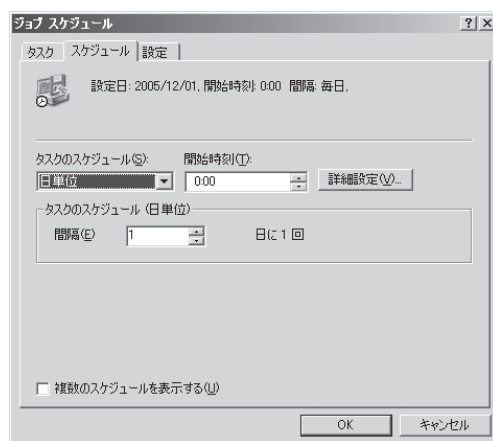 ジョブ スケジュール
タスク スケジュール 設定
設定日: 2005/12/01, 開始時刻: 0:00 間隔: 毎日,
タスクのスケジュール(S): 開始時刻(T):
日単位 0:00 詳細設定(V)...
タスクのスケジュール (日単位)
間隔(E) 1 日に 1 回
複数のスケジュールを表示する(U)
OK キャンセル